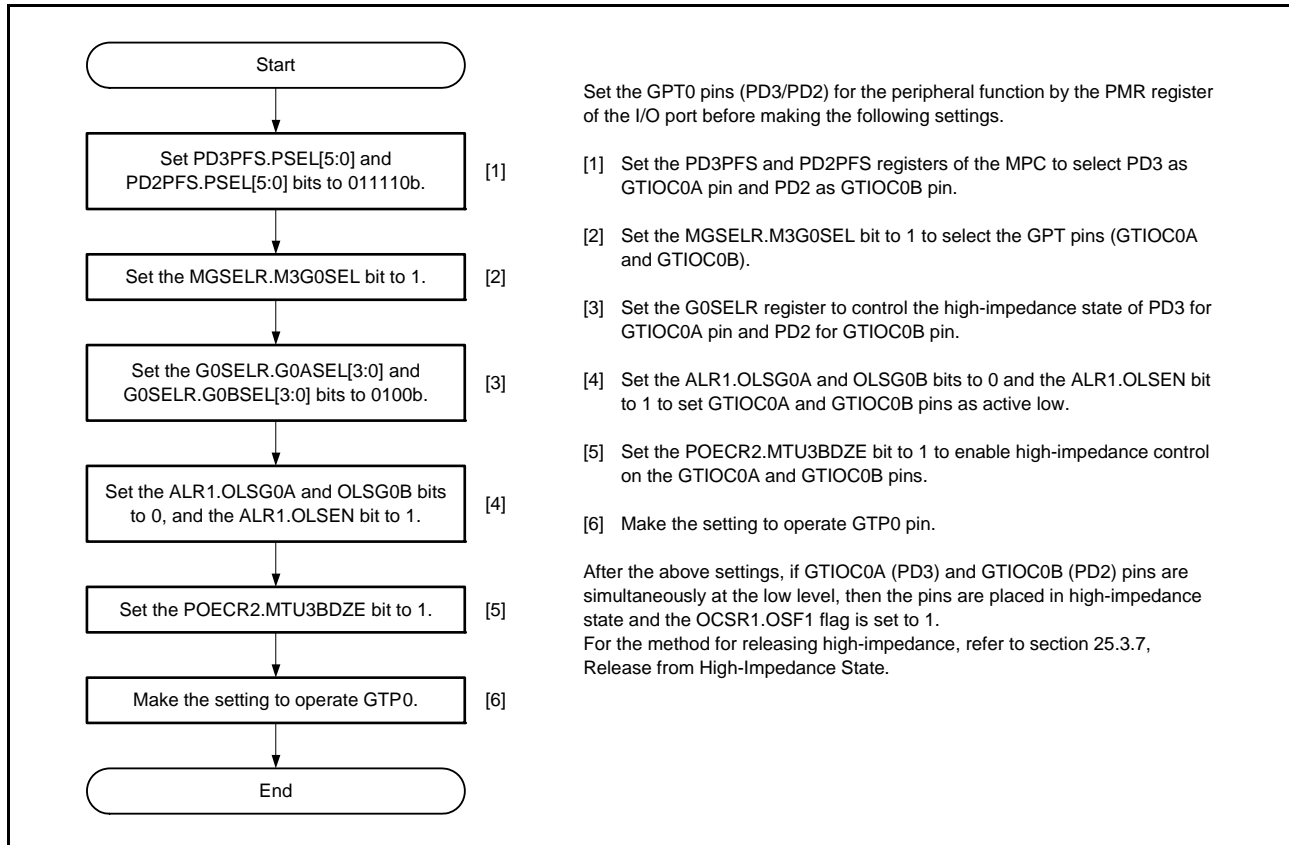 Start
Set PD3PFS.PSEL[5:0] and
PD2PFS.PSEL[5:0] bits to 011110b.
[1]
Set the MGSELR.M3G0SEL bit to 1.
[2]
Set the G0SELR.G0ASEL[3:0] and
G0SELR.G0BSEL[3:0] bits to 0100b.
[3]
Set the ALR1.OLSG0A and OLSG0B bits
to 0, and the ALR1.OLSEN bit to 1.
[4]
Set the POECR2.MTU3BDZE bit to 1.
[5]
Make the setting to operate GTP0.
[6]
End
Set the GPT0 pins (PD3/PD2) for the peripheral function by the PMR register
of the I/O port before making the following settings.
[1] Set the PD3PFS and PD2PFS registers of the MPC to select PD3 as
GTIOC0A pin and PD2 as GTIOC0B pin.
[2] Set the MGSELR.M3G0SEL bit to 1 to select the GPT pins (GTIOC0A
and GTIOC0B).
[3] Set the G0SELR register to control the high-impedance state of PD3 for
GTIOC0A pin and PD2 for GTIOC0B pin.
[4] Set the ALR1.OLSG0A and OLSG0B bits to 0 and the ALR1.OLSEN bit
to 1 to set GTIOC0A and GTIOC0B pins as active low.
[5] Set the POECR2.MTU3BDZE bit to 1 to enable high-impedance control
on the GTIOC0A and GTIOC0B pins.
[6] Make the setting to operate GTP0 pin.
After the above settings, if GTIOC0A (PD3) and GTIOC0B (PD2) pins are
simultaneously at the low level, then the pins are placed in high-impedance
state and the OCSR1.OSF1 flag is set to 1.
For the method for releasing high-impedance, refer to section 25.3.7,
Release from High-Impedance State.